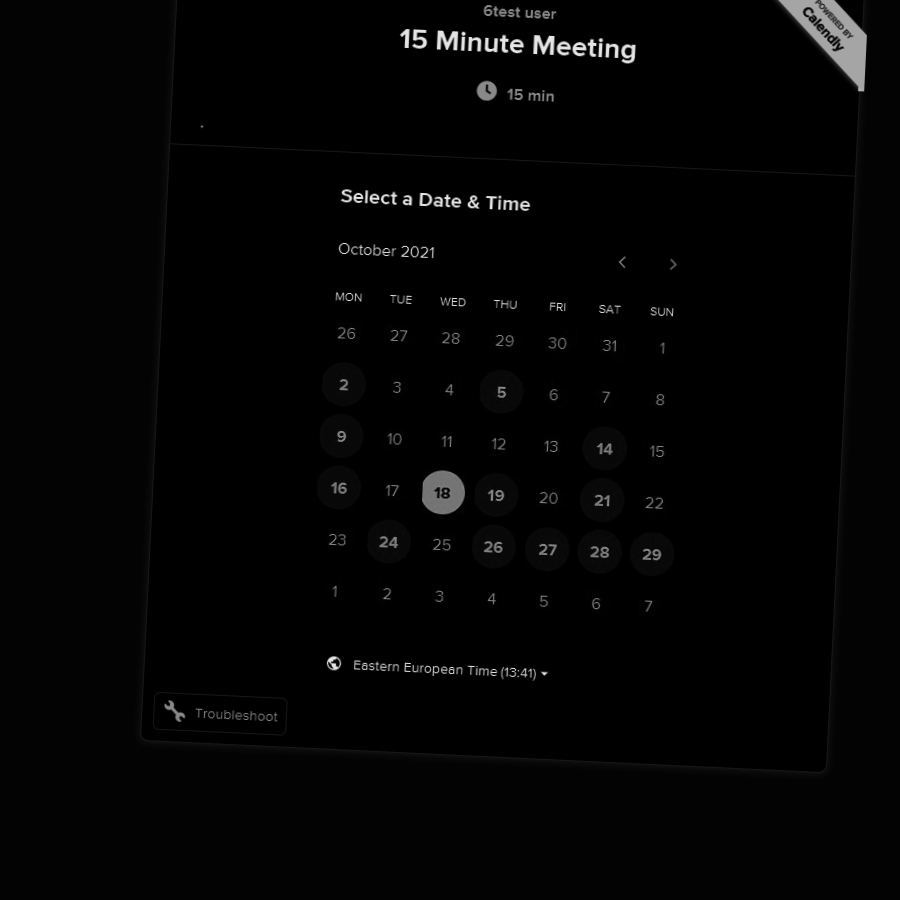 6test user
POWERED BY
Calendly
15 Minute Meeting
15 min
Select a Date & Time
October 2021
MON TUE WED THU FRI SAT SUN
26 27 28 29 30 31 1
2 3 4 5 6 7 8
9 10 11 12 13 14 15
16 17 18 19 20 21 22
23 24 25 26 27 28 29
1 2 3 4 5 6 7
Eastern European Time (13:41)
Troubleshoot